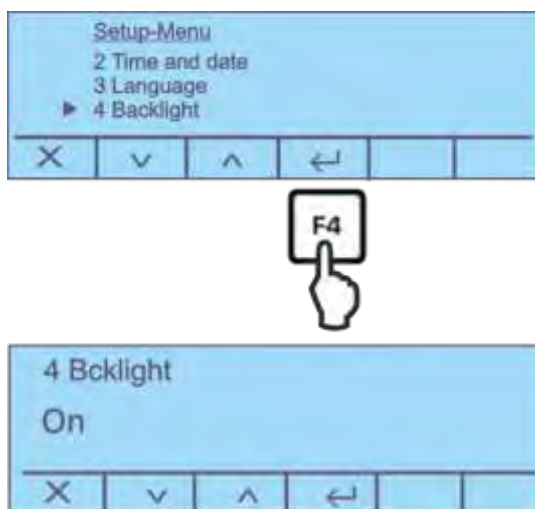 Setup-Menu
2 Time and date
3 Language
4 Backlight
F4
4 Bcklight
On